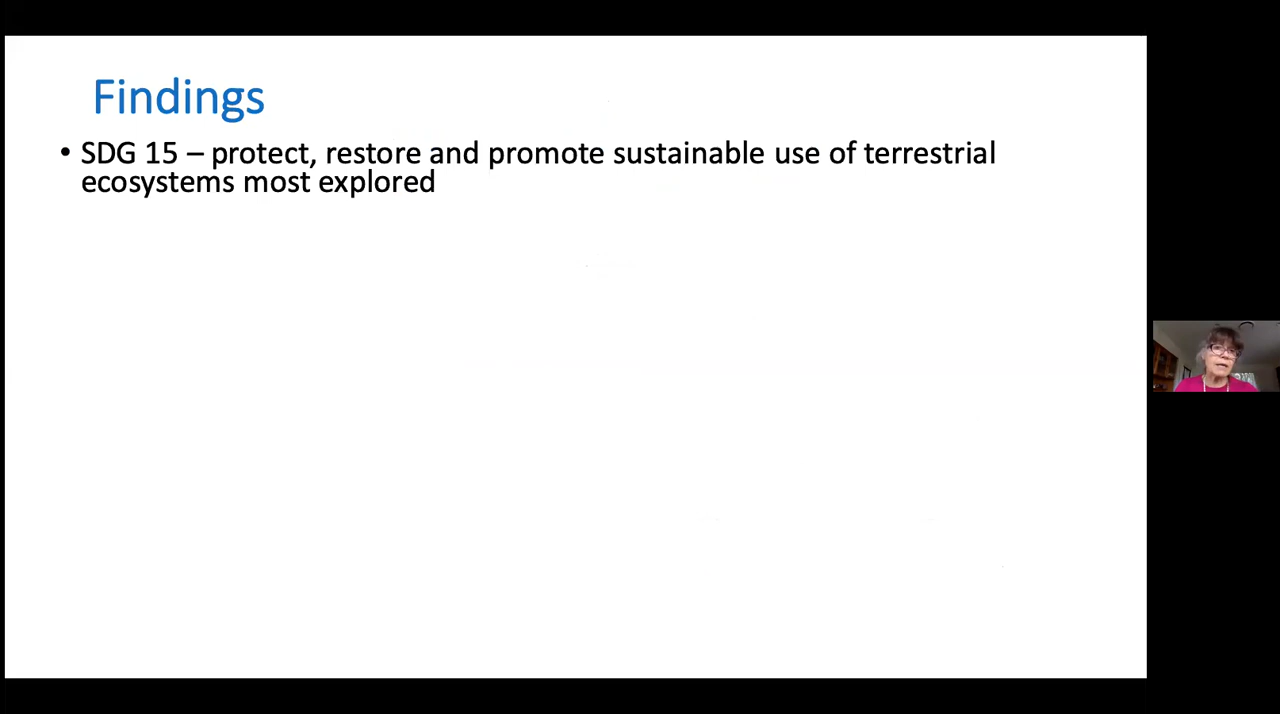 Findings
• SDG 15 – protect, restore and promote sustainable use of terrestrial
ecosystems most explored